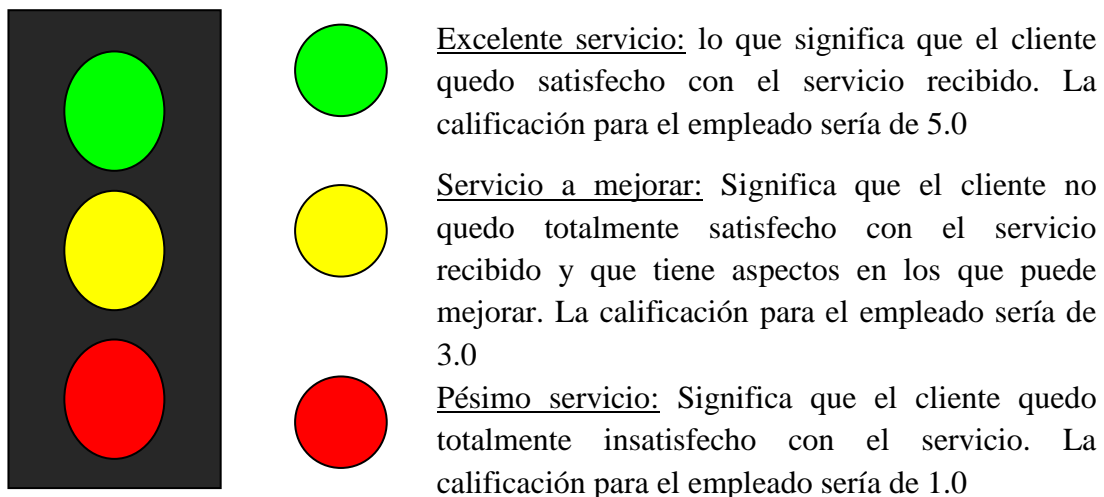 Excelente servicio: lo que significa que el cliente
quedo satisfecho con el servicio recibido. La
calificación para el empleado sería de 5.0
Servicio a mejorar: Significa que el cliente no
quedo totalmente satisfecho con el servicio
recibido y que tiene aspectos en los que puede
mejorar. La calificación para el empleado sería de
3.0
Pésimo servicio: Significa que el cliente quedo
totalmente insatisfecho con el servicio. La
calificación para el empleado sería de 1.0